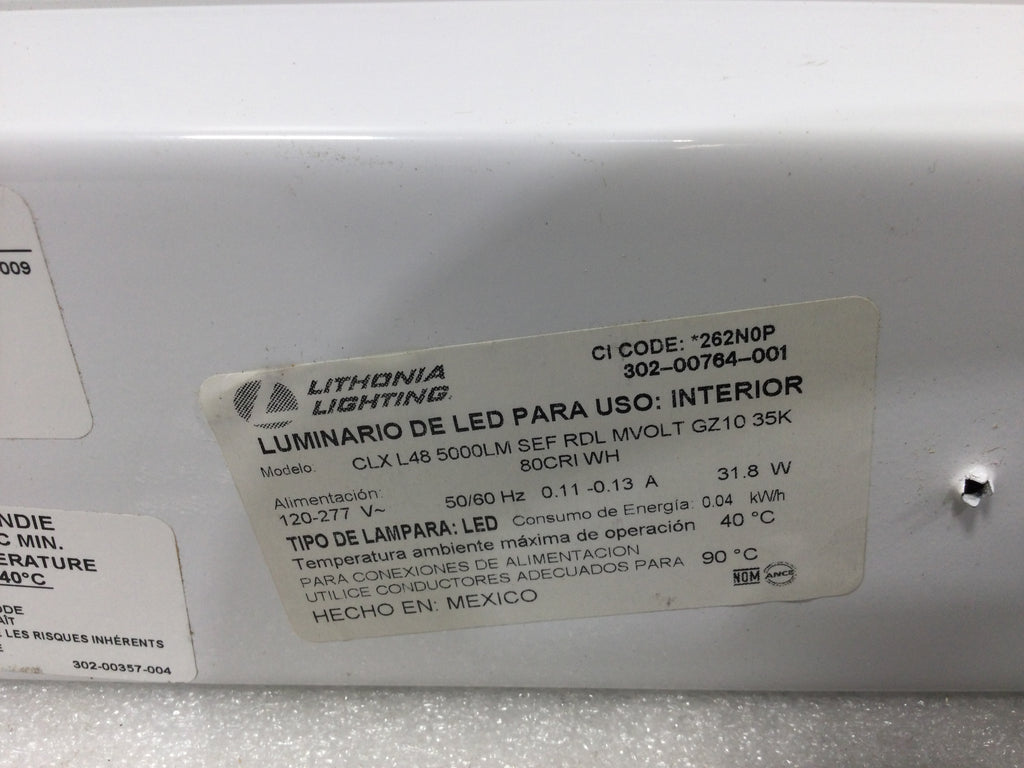 009
LITHONIA
LIGHTING
CI CODE: *262N0P
302-00764-001
LUMINARIO DE LED PARA USO: INTERIOR
Modelo: CLX L48 5000LM SEF RDL MVOLT GZ10 35K
80CRI WH
Alimentación:
120-277 V~ 50/60 Hz 0.11 -0.13 A 31.8 W
TIPO DE LAMPARA: LED Consumo de Energía: 0.04 kW/h
Temperatura ambiente máxima de operación 40 °C
PARA CONEXIONES DE ALIMENTACION
UTILICE CONDUCTORES ADECUADOS PARA 90 °C
HECHO EN: MEXICO
NOM ANCE
NDIE
C MIN.
ERATURE
40°C
ODE
AÎT
LES RISQUES INHÉRENTS
E
302-00357-004